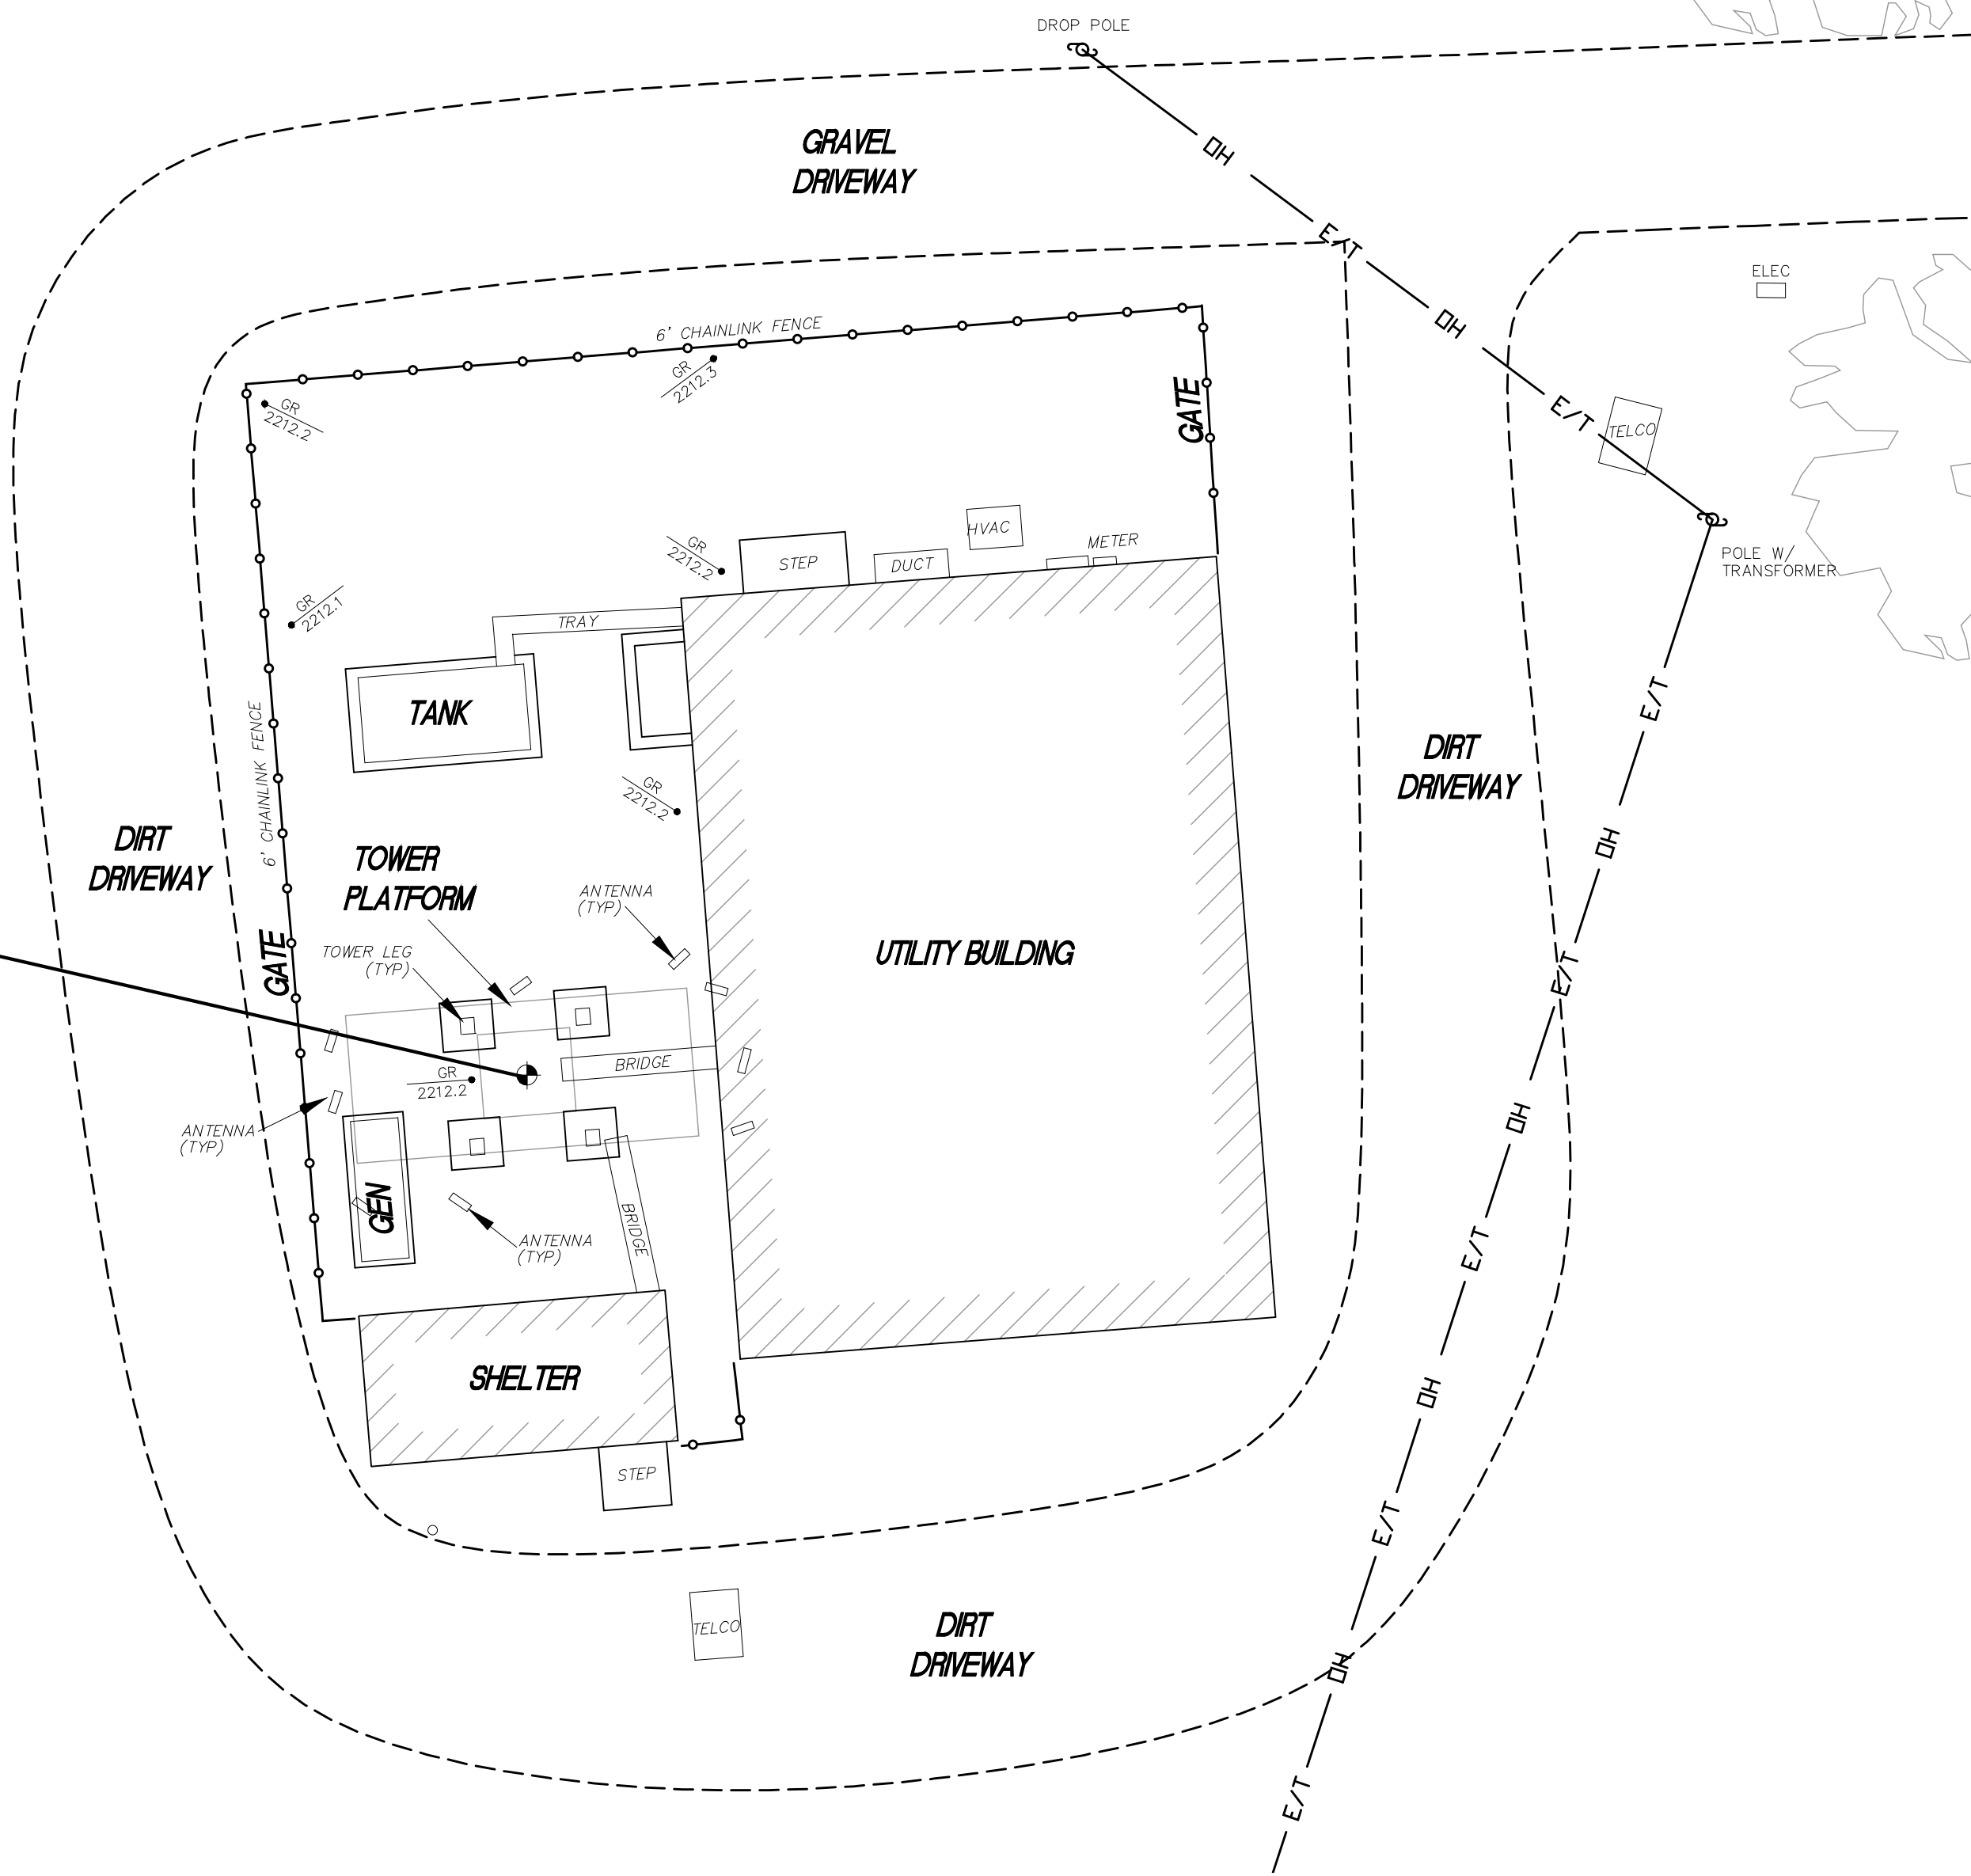 DROP POLE
GRAVEL
DRIVEWAY
OH
E/T
OH
E/T
ELEC
TELCO
POLE W/
TRANSFORMER
6' CHAINLINK FENCE
GR
2212.3
GR
2212.2
GATE
GR
2212.2
STEP
DUCT
HVAC
METER
GR
2212.1
TRAY
TANK
6' CHAINLINK FENCE
GR
2212.2
DIRT
DRIVEWAY
DIRT
DRIVEWAY
E/T
OH
E/T
OH
E/T
OH
E/T
OH
E/T
TOWER
PLATFORM
ANTENNA
(TYP)
TOWER LEG
(TYP)
GATE
UTILITY BUILDING
BRIDGE
GR
2212.2
ANTENNA
(TYP)
GEN
BRIDGE
ANTENNA
(TYP)
SHELTER
STEP
TELCO
DIRT
DRIVEWAY